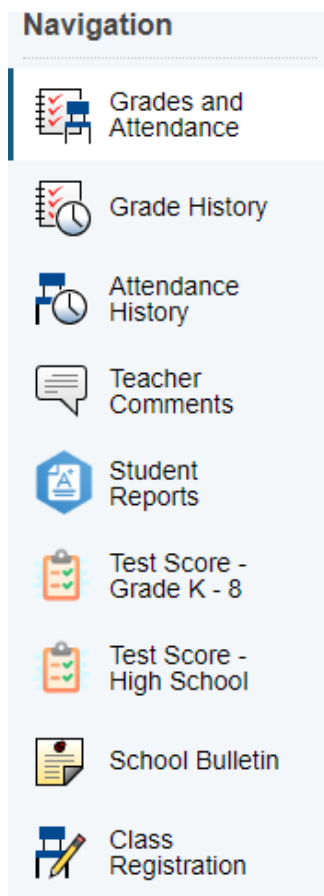 Navigation
Grades and
Attendance
Grade History
Attendance
History
Teacher
Comments
Student
Reports
Test Score -
Grade K - 8
Test Score -
High School
School Bulletin
Class
Registration